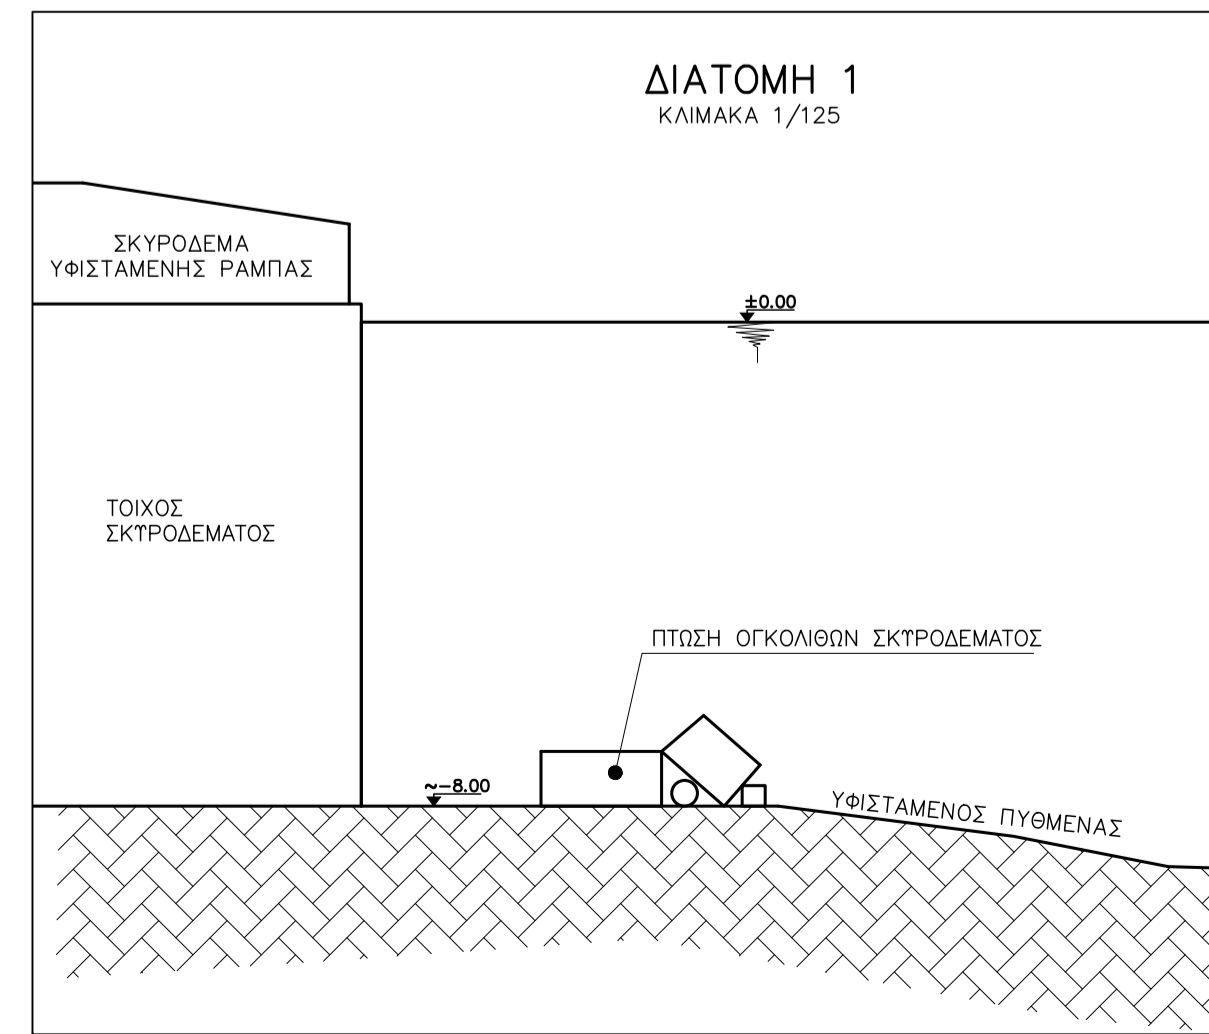 ΔΙΑΤΟΜΗ 1
ΚΛΙΜΑΚΑ 1/125
ΣΚΥΡΟΔΕΜΑ
ΥΦΙΣΤΑΜΕΝΗΣ ΡΑΜΠΑΣ
±0.00
ΤΟΙΧΟΣ
ΣΚΥΡΟΔΕΜΑΤΟΣ
ΠΤΩΣΗ ΟΓΚΟΛΙΘΩΝ ΣΚΥΡΟΔΕΜΑΤΟΣ
~-8.00
ΥΦΙΣΤΑΜΕΝΟΣ ΠΥΘΜΕΝΑΣ